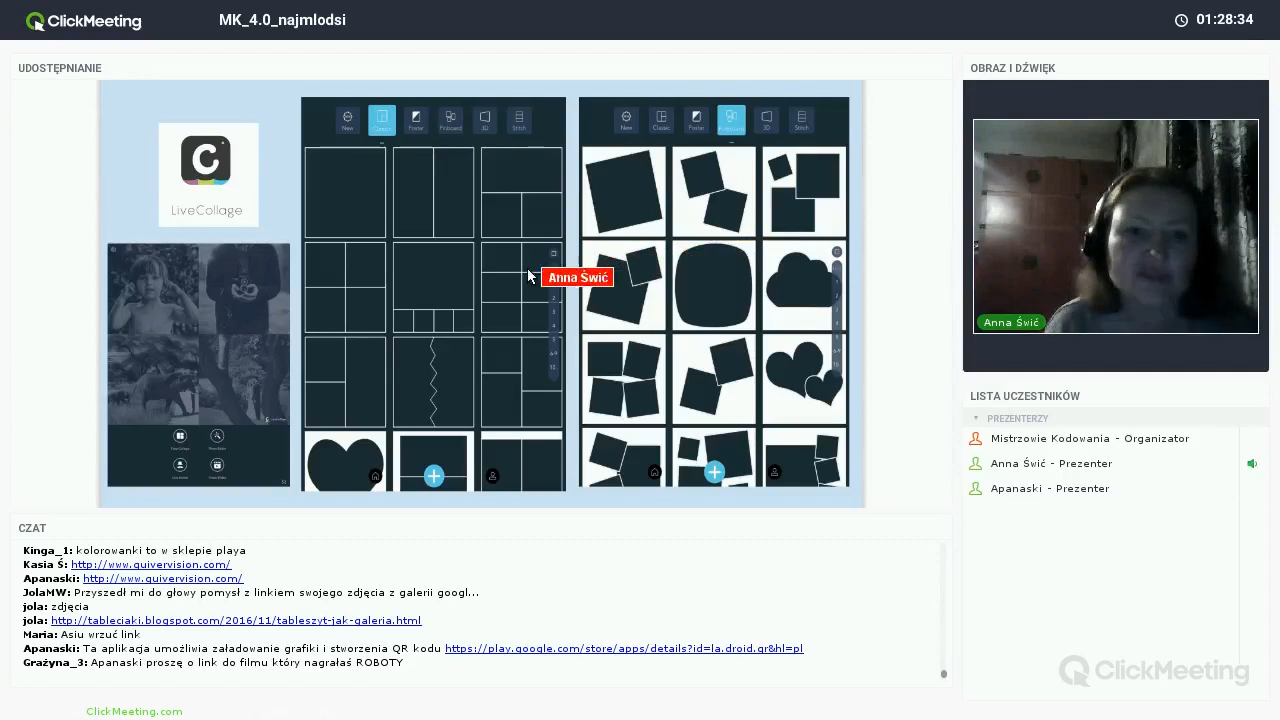 ClickMeeting
MK_4.0_najmlodsi
01:28:34
UDOSTĘPNIANIE
OBRAZ I DŹWIĘK
New
Classic
Poster
Pinboard
3D
Stitch
New
Classic
Poster
3D
Stitch
C
LiveCollage
Anna Świć
Anna Świć
LISTA UCZESTNIKÓW
PREZENTERZY
Mistrzowie Kodowania - Organizator
Anna Świć - Prezenter
Apanaski - Prezenter
CZAT
Kinga_1: kolorowanki to w sklepie playa
Kasia Ś: http://www.quivervision.com/
Apanaski: http://www.quivervision.com/
JolaMW: Przyszedł mi do głowy pomysł z linkiem swojego zdjęcia z galerii googl...
jola: zdjęcia
jola: http://tableciaki.blogspot.com/2016/11/tableszyt-jak-galeria.html
Maria: Asiu wrzuć link
Apanaski: Ta aplikacja umożliwia załadowanie grafiki i stworzenia QR kodu https://play.google.com/store/apps/details?id=la.droid.qr&hl=pl
Grażyna_3: Apanaski proszę o link do filmu który nagrałaś ROBOTY
ClickMeeting
ClickMeeting.com